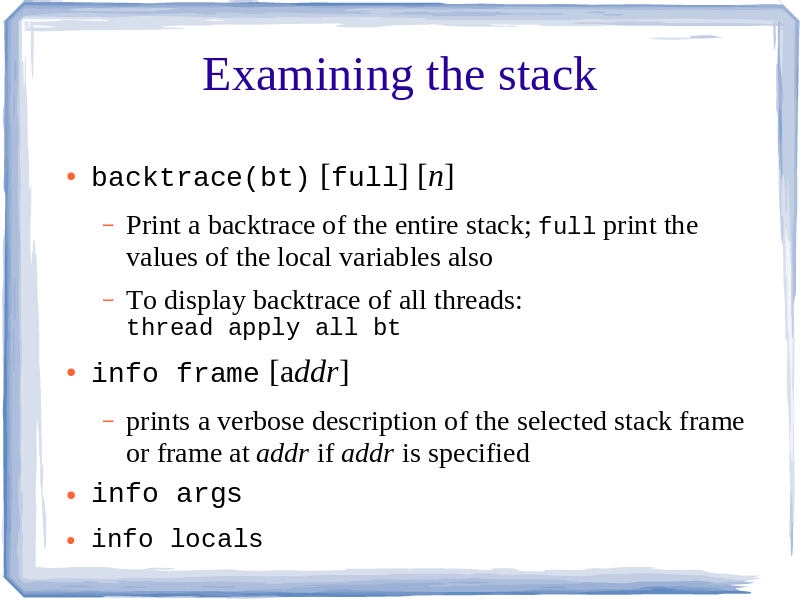 Examining the stack
• backtrace(bt) [full] [n]
– Print a backtrace of the entire stack; full print the
values of the local variables also
– To display backtrace of all threads:
thread apply all bt
• info frame [addr]
– prints a verbose description of the selected stack frame
or frame at addr if addr is specified
• info args
• info locals